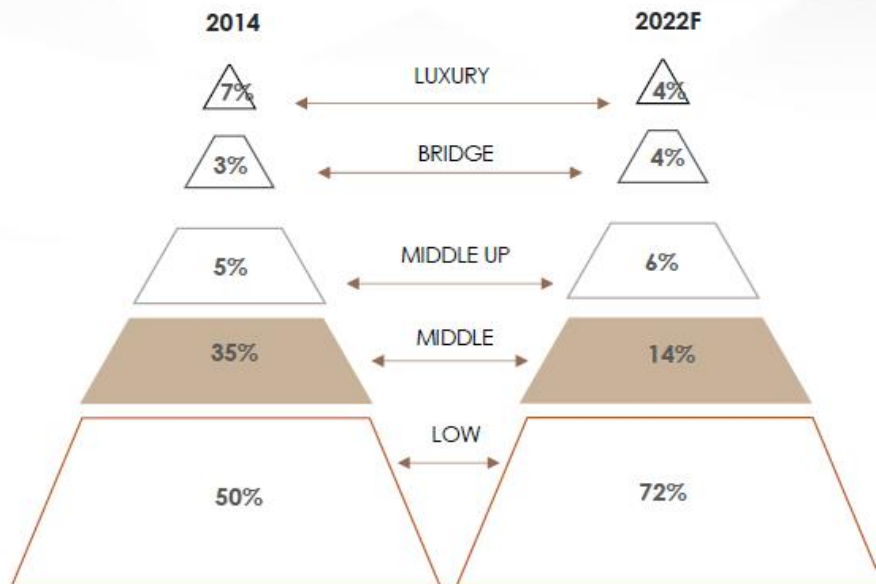 2014 2022F
7% LUXURY 4%
3% BRIDGE 4%
5% MIDDLE UP 6%
35% MIDDLE 14%
50% LOW 72%